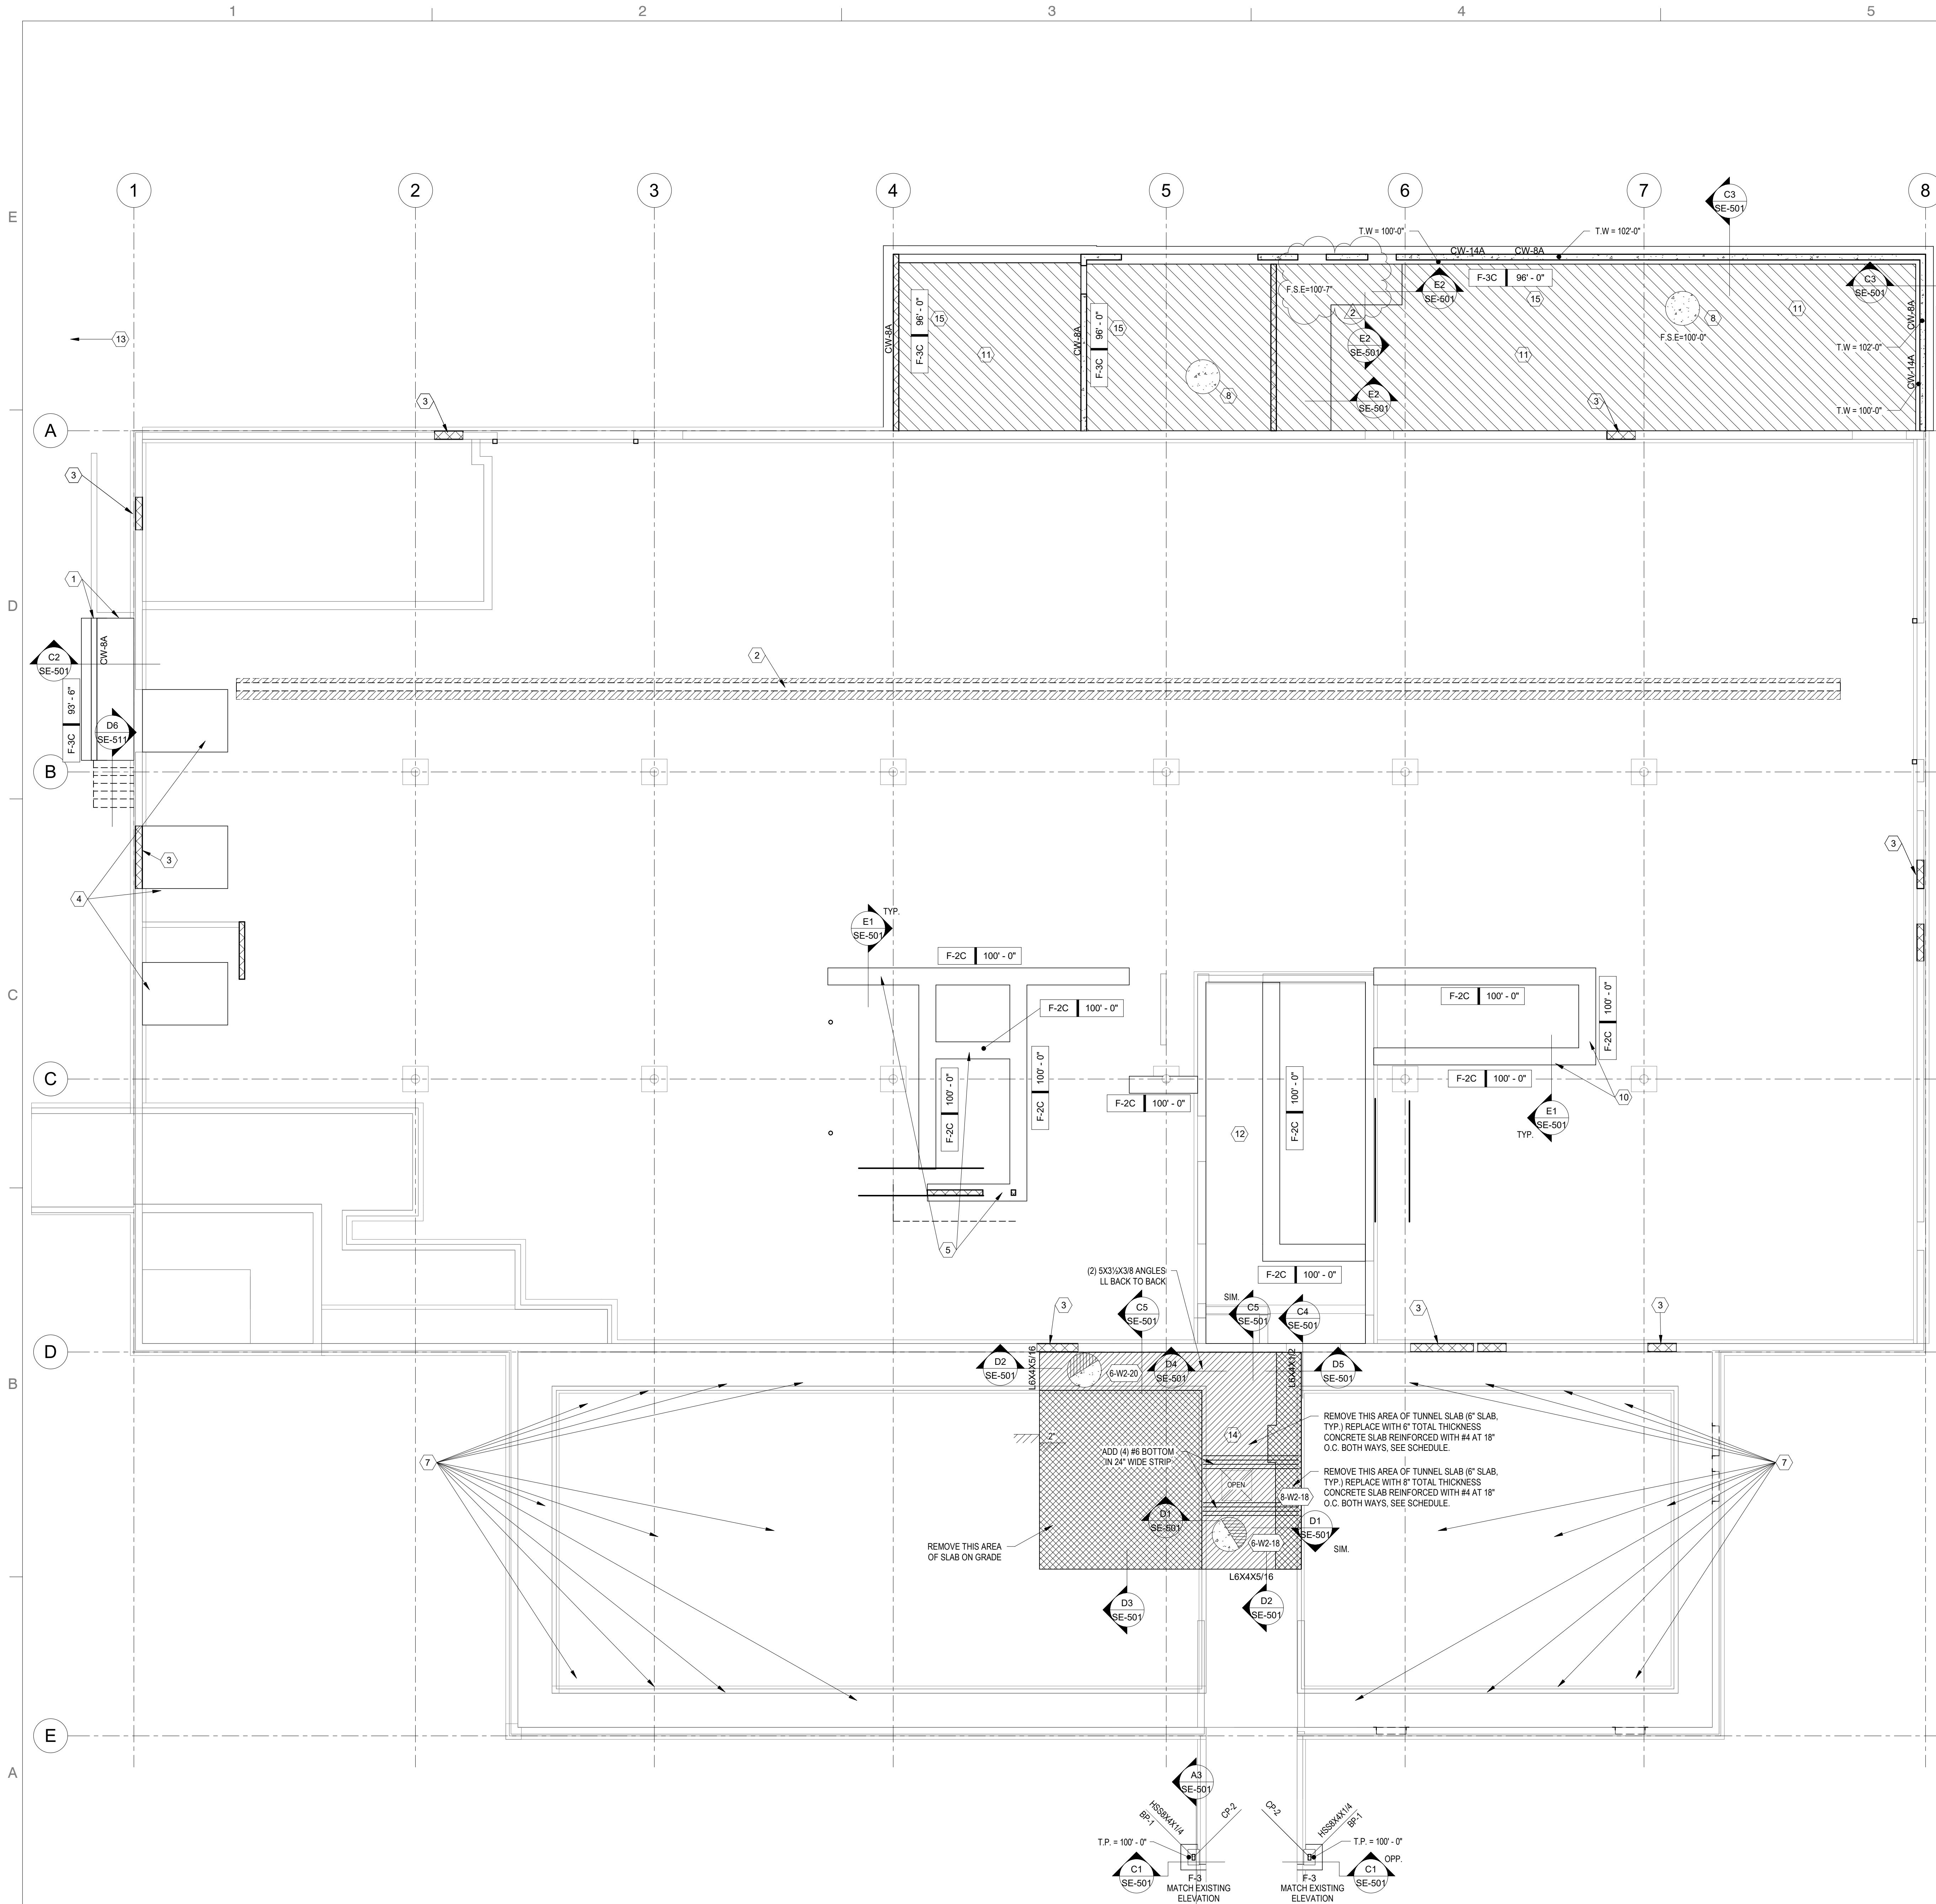 1
2
3
4
5
1
2
3
4
5
6
7
8
E
D
C
B
A
A
B
C
D
E
C3
SE-501
T.W = 100'-0"
T.W = 102'-0"
CW-14A
CW-8A
F-3C
96' - 0"
15
F.S.E=100'-7"
E2
SE-501
C3
SE-501
CW-8A
8
11
F.S.E=100'-0"
2
CW-8A
F-3C
96' - 0"
15
CW-8A
F-3C
96' - 0"
15
11
8
E2
SE-501
11
T.W = 102'-0"
CW-14A
E2
SE-501
T.W = 100'-0"
13
3
3
3
1
CW-8A
C2
SE-501
F-3C
93' - 6"
D6
SE-511
2
3
4
3
E1
SE-501
TYP.
F-2C
100' - 0"
F-2C
100' - 0"
F-2C
100' - 0"
F-2C
100' - 0"
F-2C
100' - 0"
12
F-2C
100' - 0"
F-2C
100' - 0"
F-2C
100' - 0"
F-2C
100' - 0"
10
E1
SE-501
TYP.
5
F-2C
100' - 0"
(2) 5X3½X3/8 ANGLES
LL BACK TO BACK
3
C5
SE-501
SIM.
C5
SE-501
C4
SE-501
3
3
D2
SE-501
L6X4X5/16
6-W2-20
D4
SE-501
L6X4X1/2
D5
SE-501
REMOVE THIS AREA OF TUNNEL SLAB (6" SLAB,
TYP.) REPLACE WITH 6" TOTAL THICKNESS
CONCRETE SLAB REINFORCED WITH #4 AT 18"
O.C. BOTH WAYS, SEE SCHEDULE.
14
2"
ADD (4) #6 BOTTOM
IN 24" WIDE STRIP
7
7
REMOVE THIS AREA OF TUNNEL SLAB (6" SLAB,
TYP.) REPLACE WITH 8" TOTAL THICKNESS
CONCRETE SLAB REINFORCED WITH #4 AT 18"
O.C. BOTH WAYS, SEE SCHEDULE.
OPEN
8-W2-18
D1
SE-501
D1
SE-501
SIM.
6-W2-18
REMOVE THIS AREA
OF SLAB ON GRADE
L6X4X5/16
D3
SE-501
D2
SE-501
A3
SE-501
HSS8X4X1/4
BP-1
CP-2
CP-2
HSS8X4X1/4
BP-1
T.P. = 100' - 0"
T.P. = 100' - 0"
C1
SE-501
F-3
MATCH EXISTING
ELEVATION
F-3
MATCH EXISTING
ELEVATION
C1
SE-501
OPP.